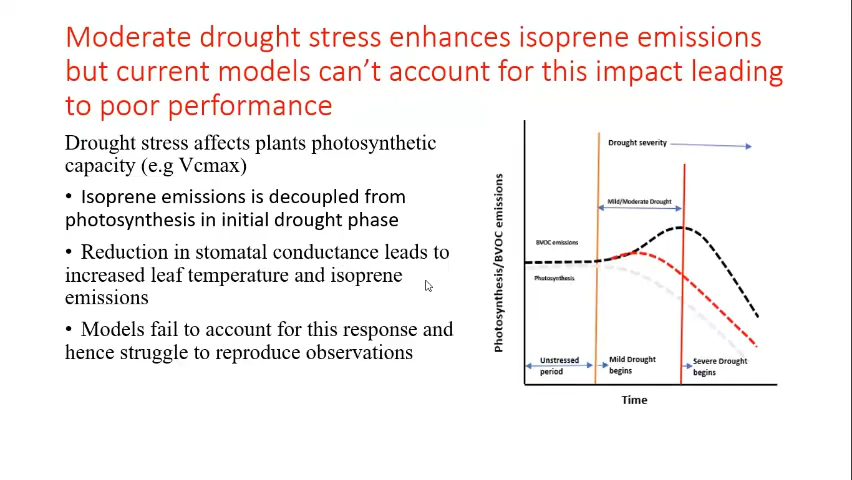 Moderate drought stress enhances isoprene emissions
but current models can’t account for this impact leading
to poor performance
Drought stress affects plants photosynthetic
capacity (e.g Vcmax)
• Isoprene emissions is decoupled from
photosynthesis in initial drought phase
• Reduction in stomatal conductance leads to
increased leaf temperature and isoprene
emissions
• Models fail to account for this response and
hence struggle to reproduce observations
Photosynthesis/BVOC emissions
Drought severity
Mild/Moderate Drought
BVOC emissions
Photosynthesis
Unstressed
period
Mild Drought
begins
Severe Drought
begins
Time